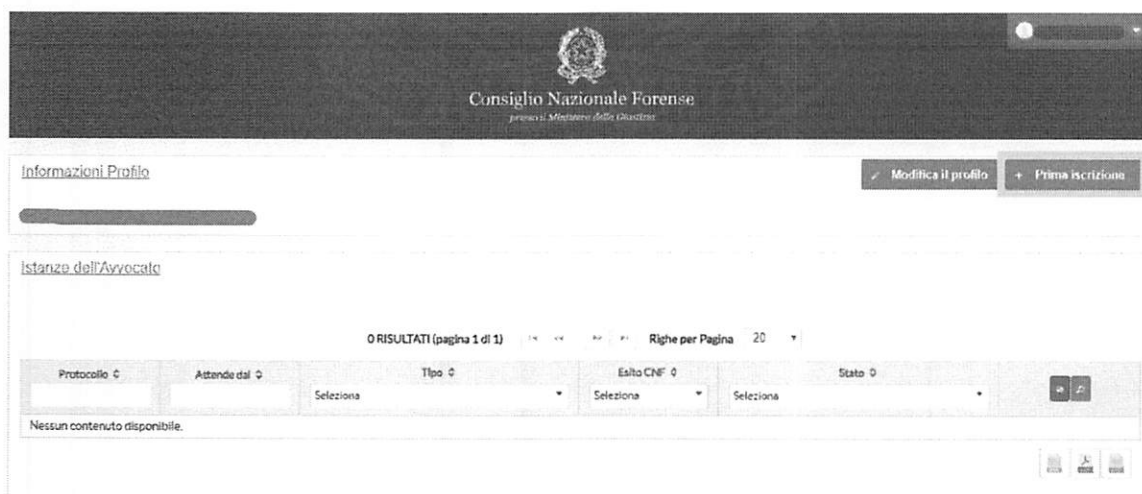 Consiglio Nazionale Forense
presso il Ministero della Giustizia
Informazioni Profilo
Modifica il profilo
+ Prima iscrizione
Istanze dell'Avvocato
0 RISULTATI (pagina 1 di 1) Righe per Pagina 20
Protocollo Attende dal Tipo Esito CNF Stato
Seleziona Seleziona Seleziona
Nessun contenuto disponibile.